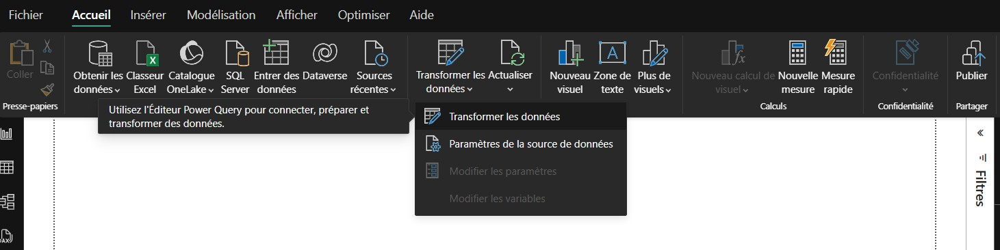 Fichier Accueil Insérer Modélisation Afficher Optimiser Aide
Coller
Presse-papiers
Obtenir les
données
Classeur
Excel
Catalogue
OneLake
SQL
Server
Entrer des
données
Dataverse
Sources
récentes
Transformer les
données
Actualiser
Nouveau
visuel
Zone de
texte
Plus de
visuels
Nouveau calcul de
visuel
Nouvelle
mesure
Mesure
rapide
Calculs
Confidentialité
Confidentialité
Publier
Partager
Utilisez l'Éditeur Power Query pour connecter, préparer et
transformer des données.
Transformer les données
Paramètres de la source de données
Modifier les paramètres
Modifier les variables
Filtres